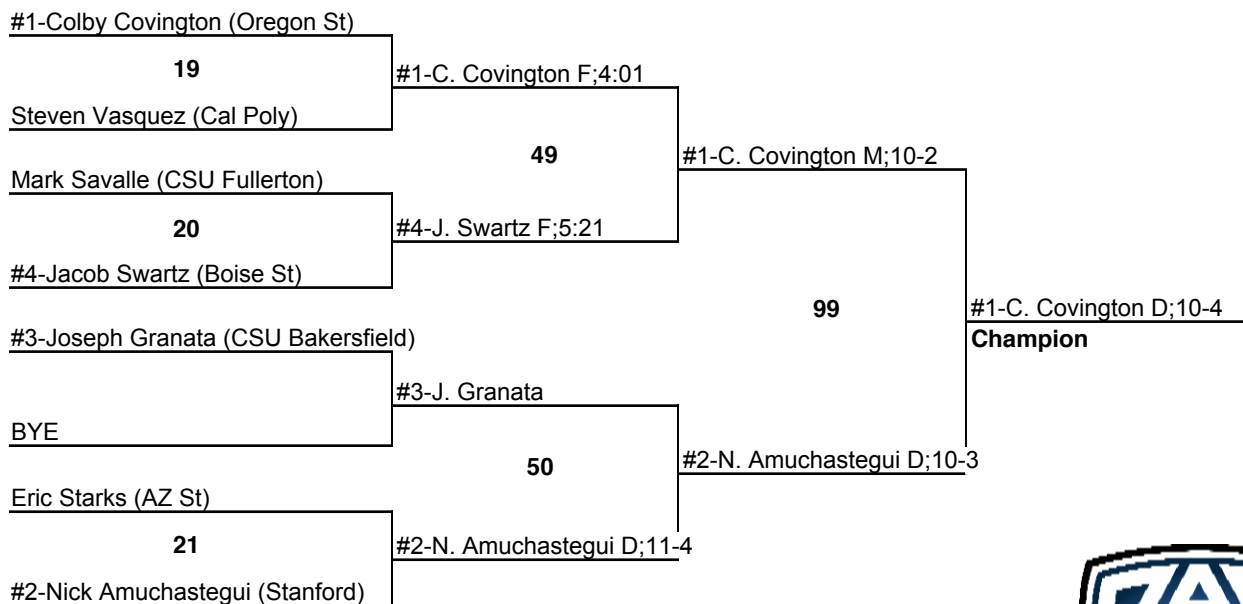 #1-Colby Covington (Oregon St)
19
#1-C. Covington F;4:01
Steven Vasquez (Cal Poly)
49
#1-C. Covington M;10-2
Mark Savalle (CSU Fullerton)
20
#4-J. Swartz F;5:21
#4-Jacob Swartz (Boise St)
99
#1-C. Covington D;10-4
#3-Joseph Granata (CSU Bakersfield)
Champion
#3-J. Granata
BYE
50
#2-N. Amuchastegui D;10-3
Eric Starks (AZ St)
21
#2-N. Amuchastegui D;11-4
#2-Nick Amuchastegui (Stanford)